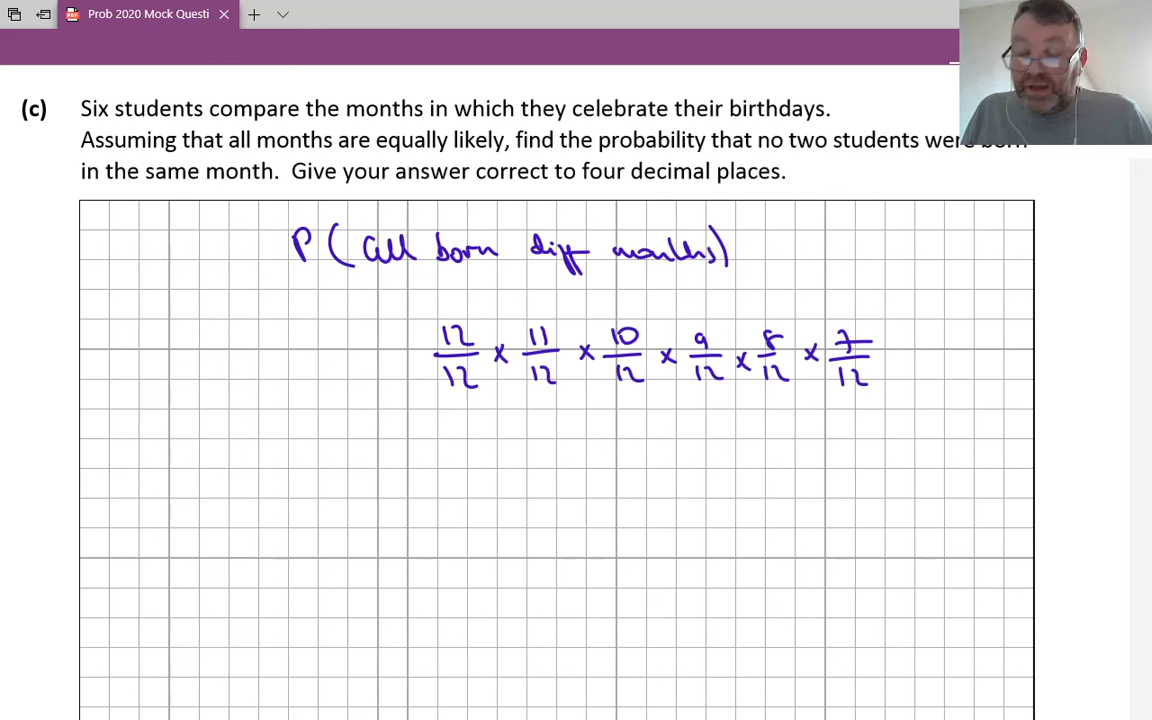 Prob 2020 Mock Questi
(c) Six students compare the months in which they celebrate their birthdays.
Assuming that all months are equally likely, find the probability that no two students were born
in the same month. Give your answer correct to four decimal places.
P (all born diff months)
12/12 × 11/12 × 10/12 × 9/12 × 8/12 × 7/12